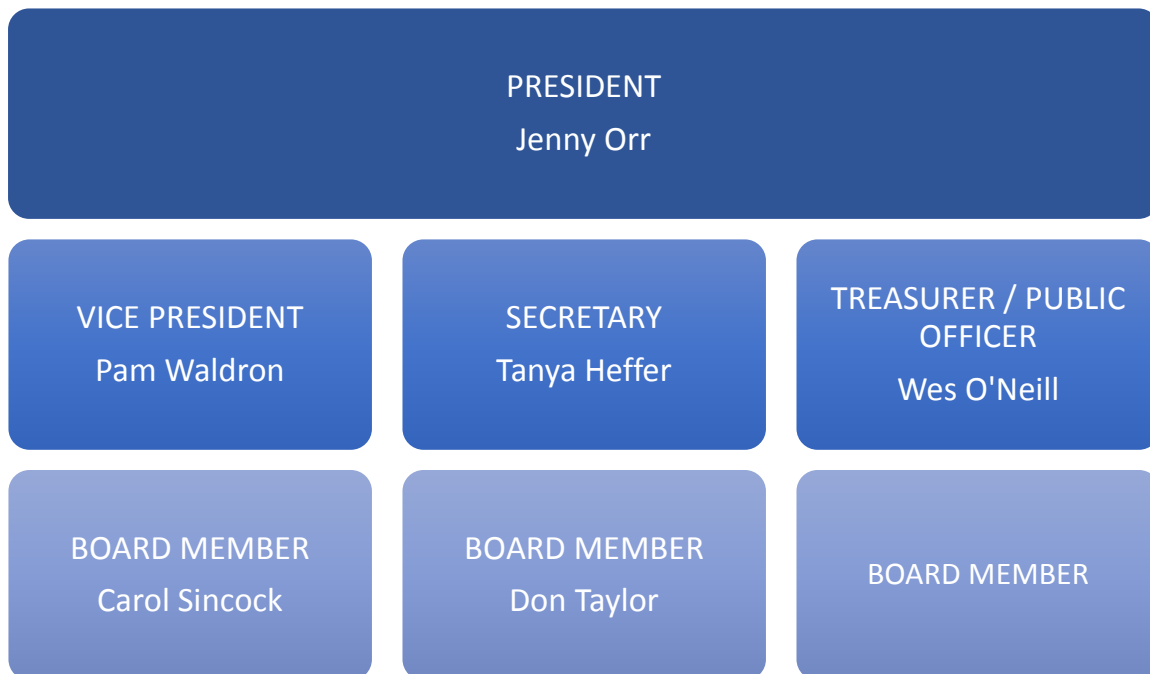 PRESIDENT
Jenny Orr
VICE PRESIDENT
Pam Waldron
SECRETARY
Tanya Heffer
TREASURER / PUBLIC
OFFICER
Wes O'Neill
BOARD MEMBER
Carol Sincock
BOARD MEMBER
Don Taylor
BOARD MEMBER